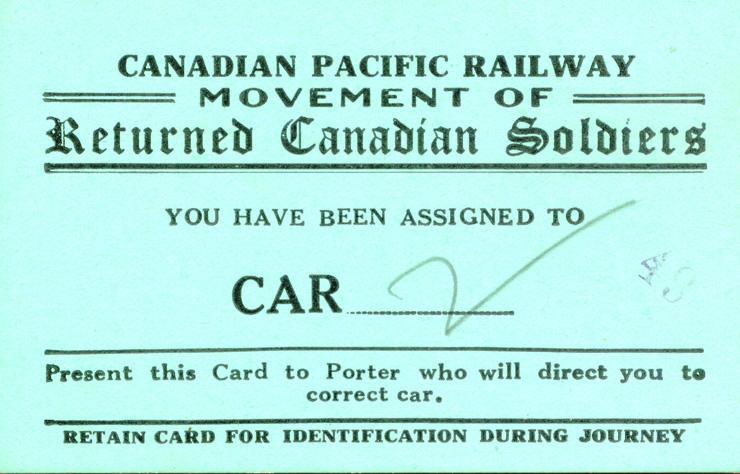 CANADIAN PACIFIC RAILWAY
MOVEMENT OF
Returned Canadian Soldiers
YOU HAVE BEEN ASSIGNED TO
CAR
Present this Card to Porter who will direct you to
correct car.
RETAIN CARD FOR IDENTIFICATION DURING JOURNEY